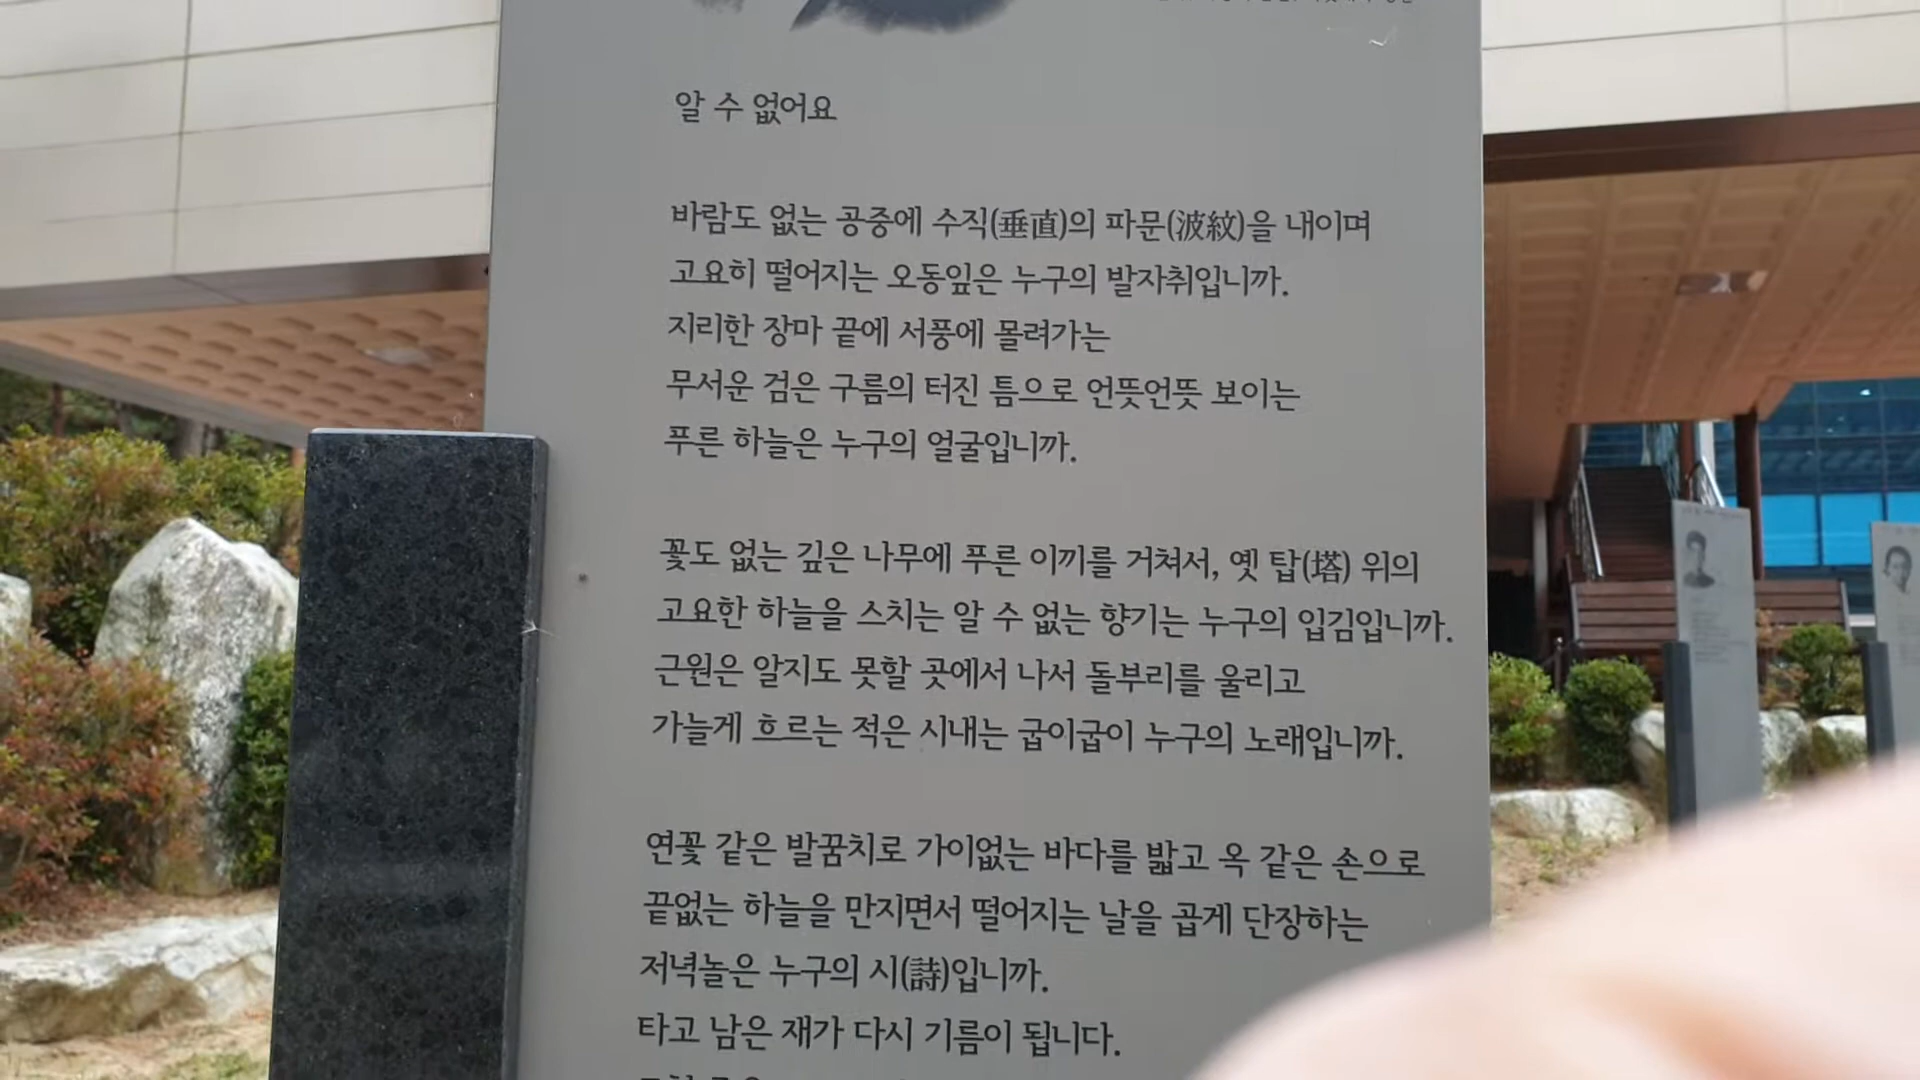 알 수 없어요
바람도 없는 공중에 수직(垂直)의 파문(波紋)을 내이며
고요히 떨어지는 오동잎은 누구의 발자취입니까.
지리한 장마 끝에 서풍에 몰려가는
무서운 검은 구름의 터진 틈으로 언뜻언뜻 보이는
푸른 하늘은 누구의 얼굴입니까.
꽃도 없는 깊은 나무에 푸른 이끼를 거쳐서, 옛 탑(塔) 위의
고요한 하늘을 스치는 알 수 없는 향기는 누구의 입김입니까.
근원은 알지도 못할 곳에서 나서 돌부리를 울리고
가늘게 흐르는 적은 시내는 굽이굽이 누구의 노래입니까.
연꽃 같은 발꿈치로 가이없는 바다를 밟고 옥 같은 손으로
끝없는 하늘을 만지면서 떨어지는 날을 곱게 단장하는
저녁놀은 누구의 시(詩)입니까.
타고 남은 재가 다시 기름이 됩니다.